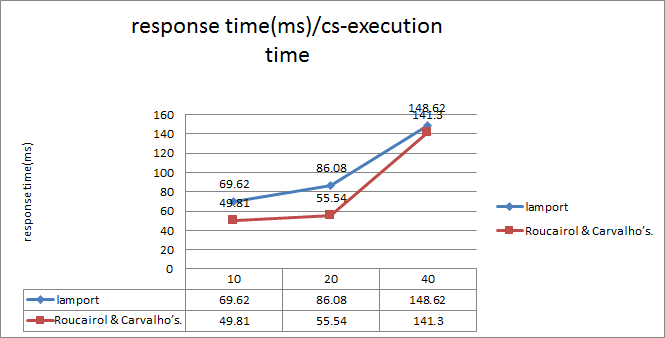 response time(ms)/cs-execution
time
response time(ms)
160
140
120
100
80
60
40
20
0
148.62
141.3
86.08
69.62
55.54
49.81
lamport
Roucairol & Carvalho's.
10 20 40
lamport 69.62 86.08 148.62
Roucairol & Carvalho's. 49.81 55.54 141.3